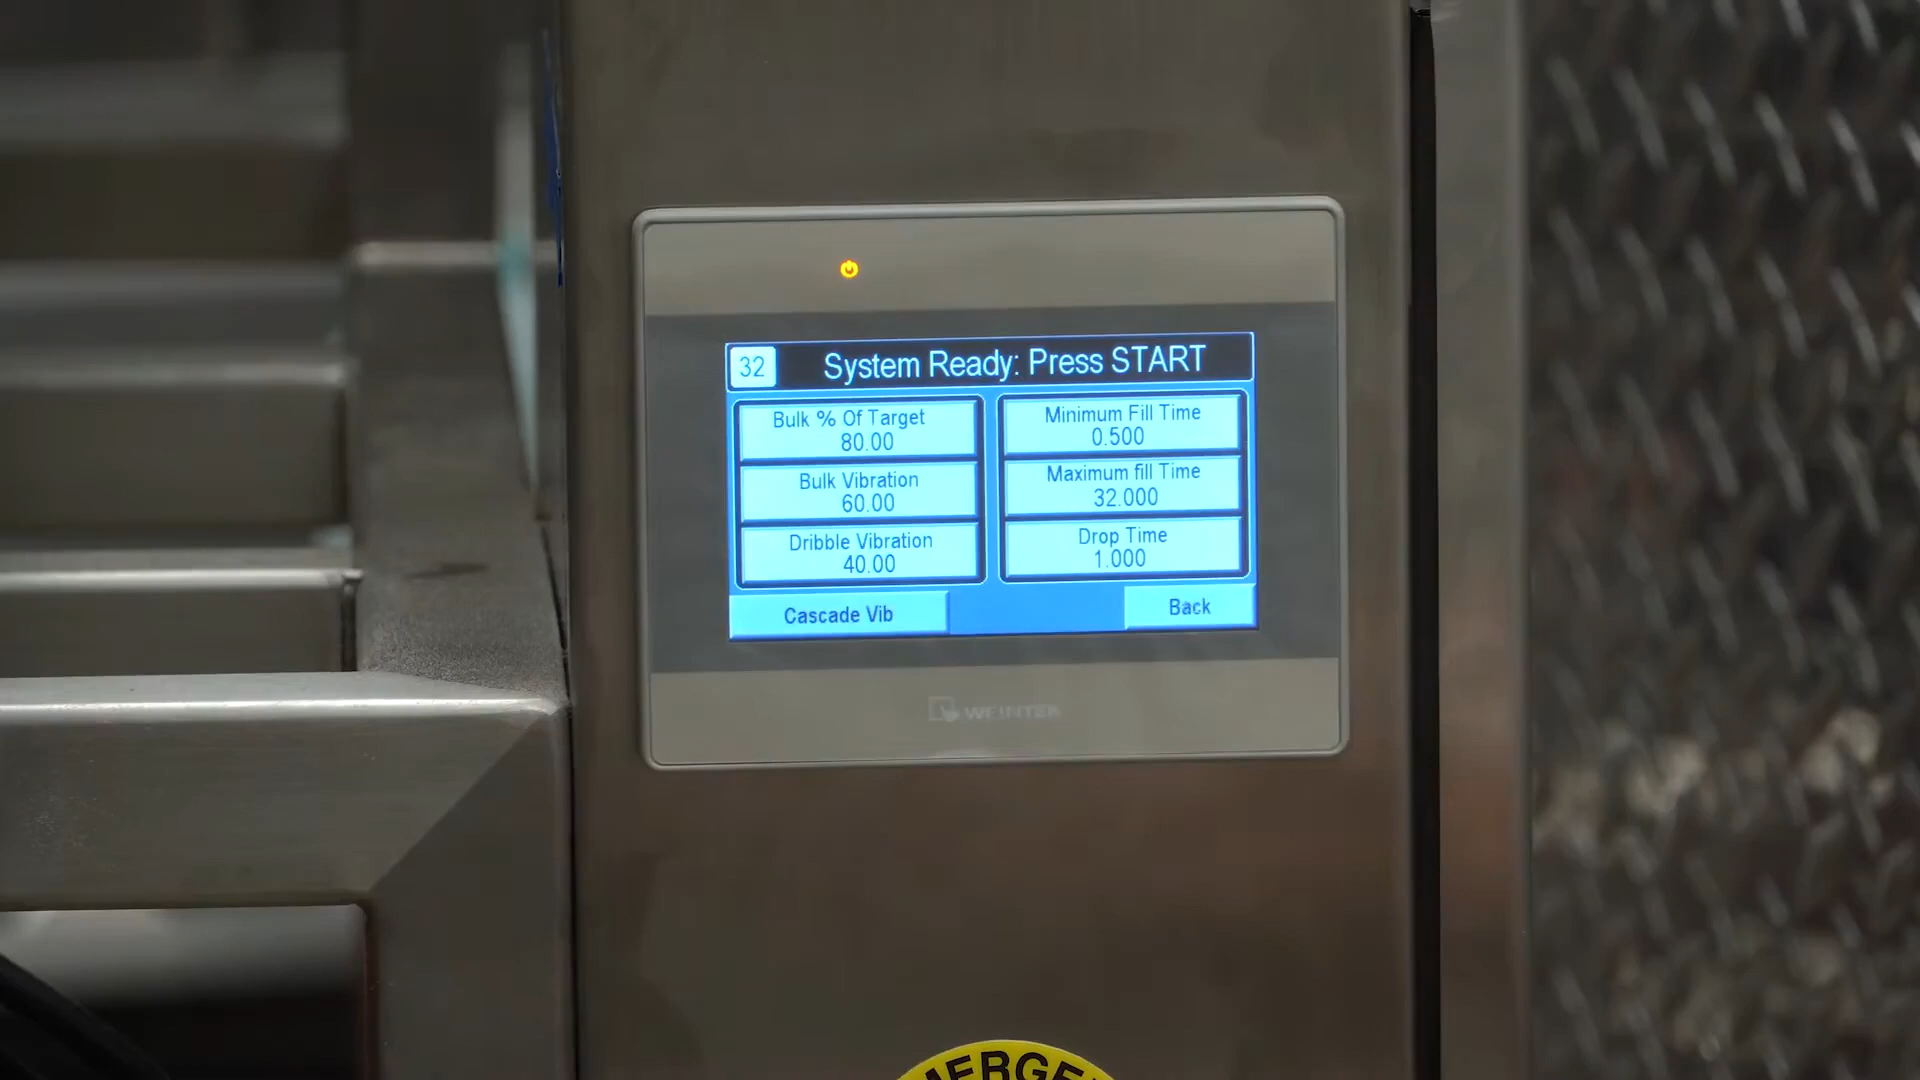 32
System Ready: Press START
Bulk % Of Target
80.00
Bulk Vibration
60.00
Dribble Vibration
40.00
Minimum Fill Time
0.500
Maximum fill Time
32.000
Drop Time
1.000
Cascade Vib
Back
WEINTEK